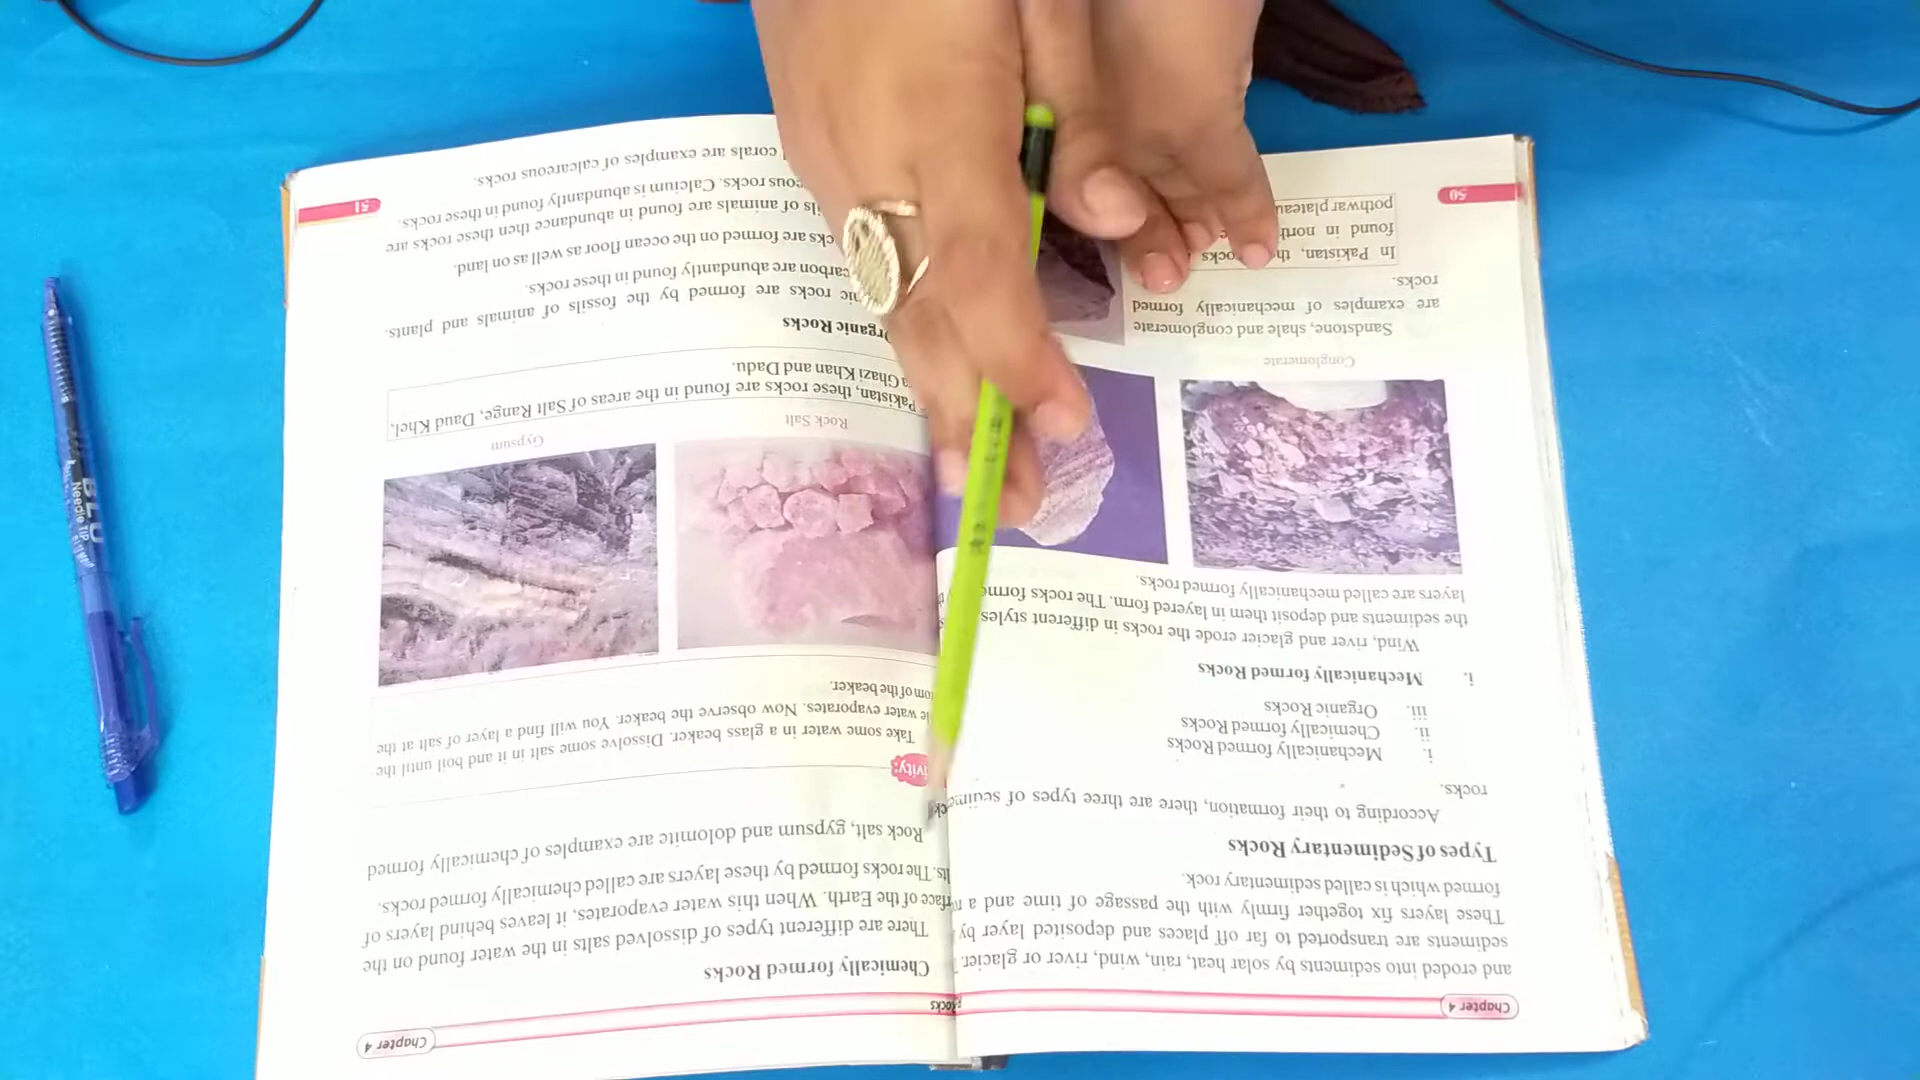 Chapter 4
and eroded into sediments by solar heat, rain, wind, river or glacier.
sediments are transported to far off places and deposited layer by
These layers fix together firmly with the passage of time and a
formed which is called sedimentary rock.
Types of Sedimentary Rocks
According to their formation, there are three types of
rocks.
i. Mechanically formed Rocks
ii. Chemically formed Rocks
iii. Organic Rocks
i. Mechanically formed Rocks
Wind, river and glacier erode the rocks in different styles
the sediments and deposit them in layered form. The rocks forme
layers are called mechanically formed rocks.
Conglomerate
Sandstone, shale and conglomerate
are examples of mechanically formed
rocks.
In Pakistan, rocks
found in north
pothwar plateau
50
Rocks
Chapter 4
Chemically formed Rocks
There are different types of dissolved salts in the water found on the
rface of the Earth. When this water evaporates, it leaves behind layers of
lts. The rocks formed by these layers are called chemically formed rocks.
Rock salt, gypsum and dolomite are examples of chemically formed
ivity:
Take some water in a glass beaker. Dissolve some salt in it and boil until the
water evaporates. Now observe the beaker. You will find a layer of salt at the
tom of the beaker.
Rock Salt
Gypsum
Pakistan, these rocks are found in the areas of Salt Range, Daud Khel,
a Ghazi Khan and Dadu.
Organic Rocks
nic rocks are formed by the fossils of animals and plants.
carbon are abundantly found in these rocks.
cks are formed on the ocean floor as well as on land.
ils of animals are found in abundance then these rocks are
eous rocks. Calcium is abundantly found in these rocks.
corals are examples of calcareous rocks.
51
BLU
Needle TIP